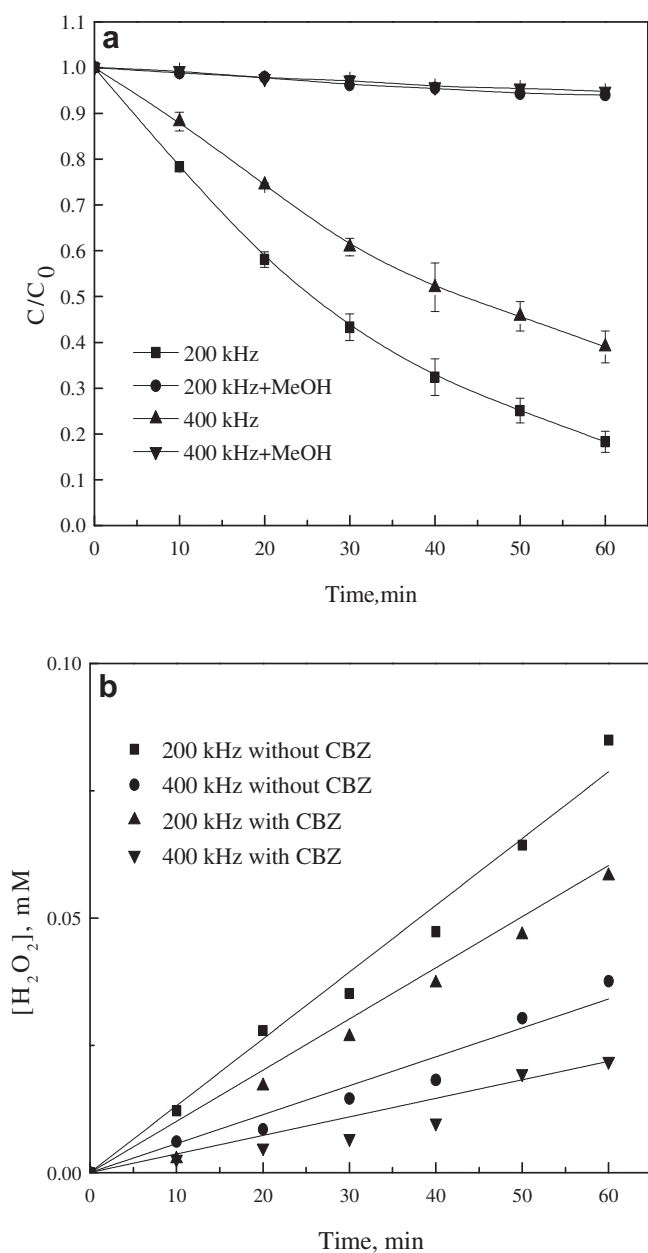 a
1.1
1.0
0.9
0.8
0.7
0.6
0.5
0.4
0.3
0.2
0.1
0.0
C/C0
200 kHz
200 kHz+MeOH
400 kHz
400 kHz+MeOH
0 10 20 30 40 50 60
Time,min
b
0.10
0.05
0.00
[H2O2], mM
200 kHz without CBZ
400 kHz without CBZ
200 kHz with CBZ
400 kHz with CBZ
0 10 20 30 40 50 60
Time, min